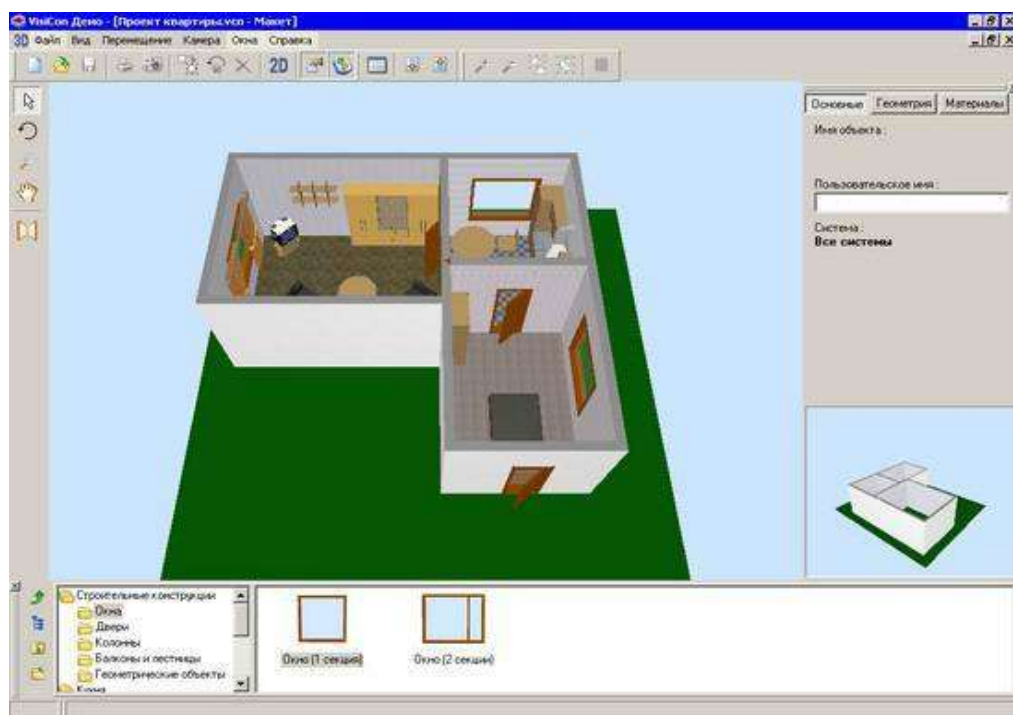 VisiCon Демо - [Проект квартиры.vcn - Макет]
3D Файл Вид Перемещение Камера Окна Справка
2D
Основные Геометрия Материалы
Имя объекта :
Пользовательское имя :
Система :
Все системы
Строительные конструкции
Окна
Двери
Колонны
Балконы и лестницы
Геометрические объекты
Кухня
Окно (1 секция)
Окно (2 секции)